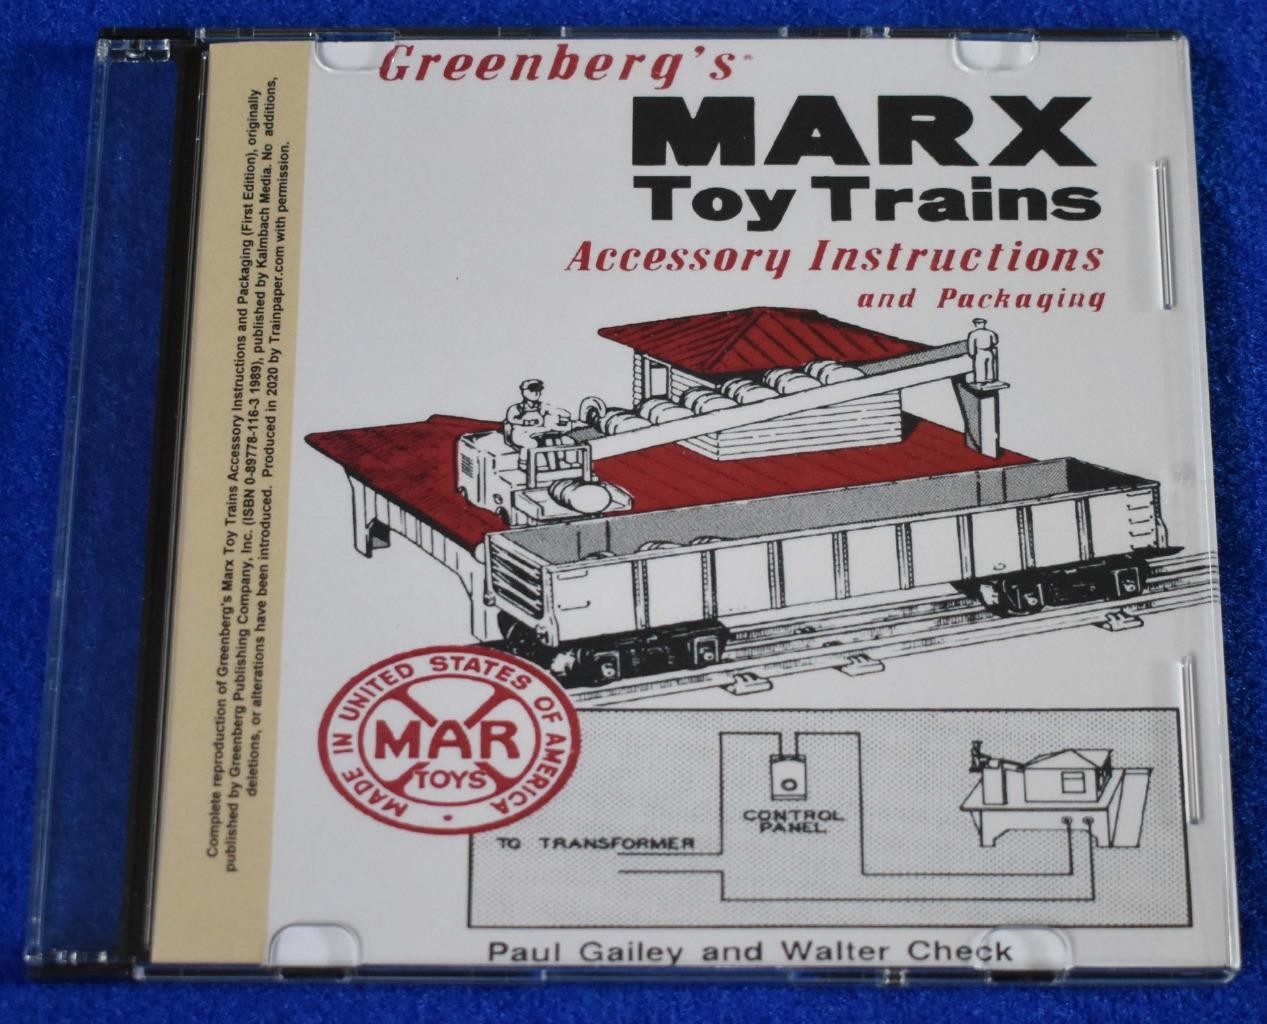 Complete reproduction of Greenberg's Marx Toy Trains Accessory Instructions and Packaging (First Edition), originally
published by Greenberg Publishing Company, Inc. (ISBN 0-89778-116-3 1989), published by Kalmbach Media. No additions,
deletions, or alterations have been introduced. Produced in 2020 by Trainpaper.com with permission.
Greenberg's®
MARX
Toy Trains
Accessory Instructions
and Packaging
MADE IN UNITED STATES OF AMERICA
MAR
TOYS
CONTROL
PANEL
TO TRANSFORMER
Paul Gailey and Walter Check